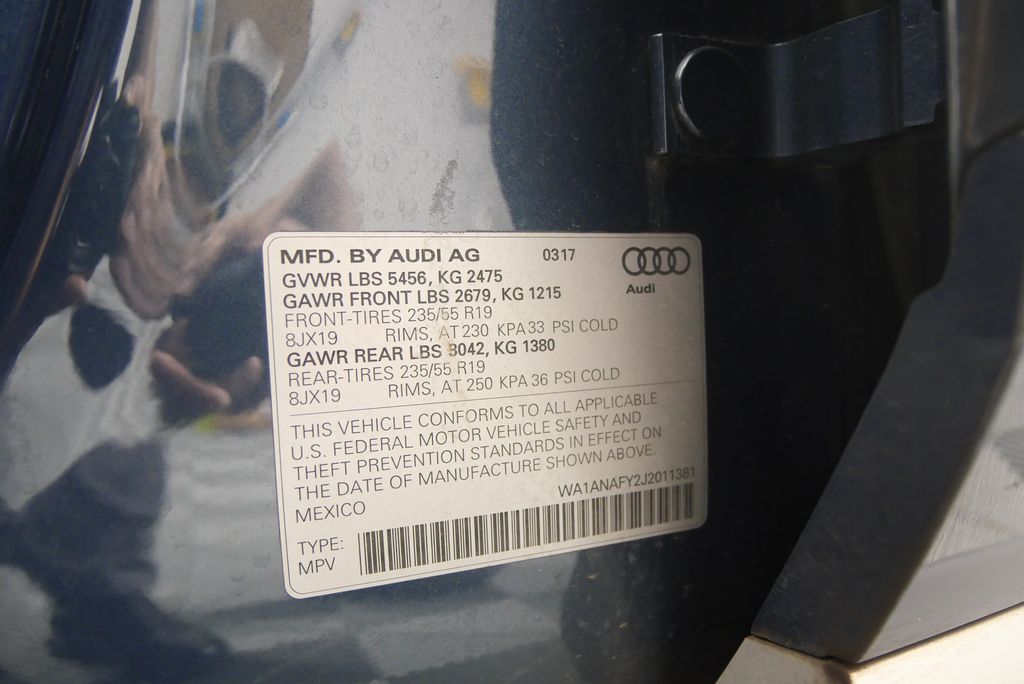 MFD. BY AUDI AG 0317
GVWR LBS 5456, KG 2475
Audi
GAWR FRONT LBS 2679, KG 1215
FRONT-TIRES 235/55 R19
8JX19 RIMS, AT 230 KPA 33 PSI COLD
GAWR REAR LBS 3042, KG 1380
REAR-TIRES 235/55 R19
8JX19 RIMS, AT 250 KPA 36 PSI COLD
THIS VEHICLE CONFORMS TO ALL APPLICABLE
U.S. FEDERAL MOTOR VEHICLE SAFETY AND
THEFT PREVENTION STANDARDS IN EFFECT ON
THE DATE OF MANUFACTURE SHOWN ABOVE.
MEXICO WA1ANAFY2J2011381
TYPE:
MPV